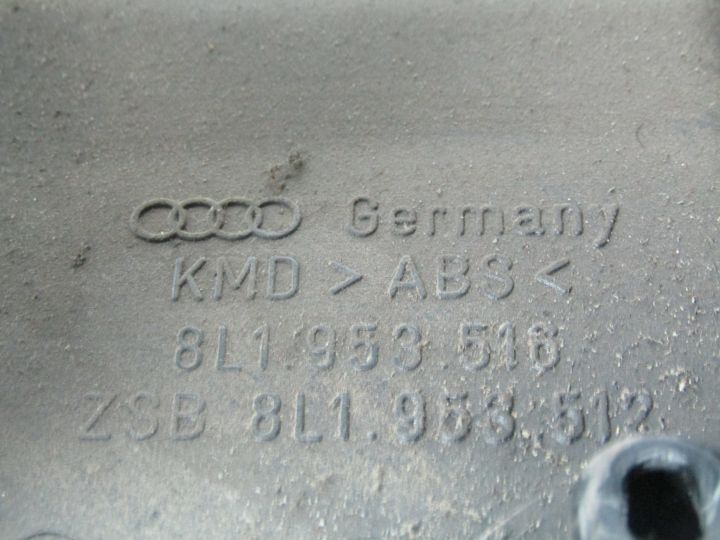 Germany
KMD > ABS <
8L1.953.516
ZSB 8L1.953.512